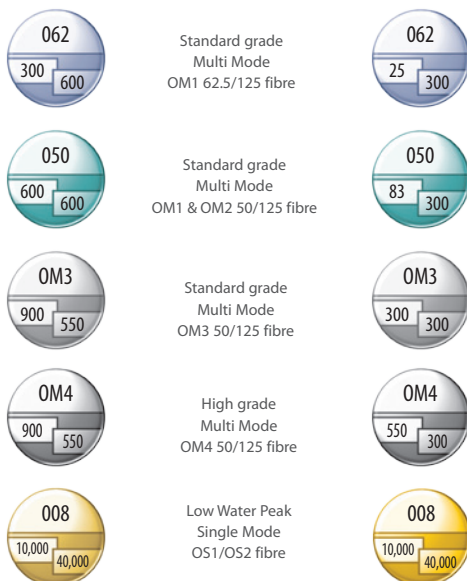 062
300
600
Standard grade
Multi Mode
OM1 62.5/125 fibre
062
25
300
050
600
600
Standard grade
Multi Mode
OM1 & OM2 50/125 fibre
050
83
300
OM3
900
550
Standard grade
Multi Mode
OM3 50/125 fibre
OM3
300
300
OM4
900
550
High grade
Multi Mode
OM4 50/125 fibre
OM4
550
300
008
10,000
40,000
Low Water Peak
Single Mode
OS1/OS2 fibre
008
10,000
40,000